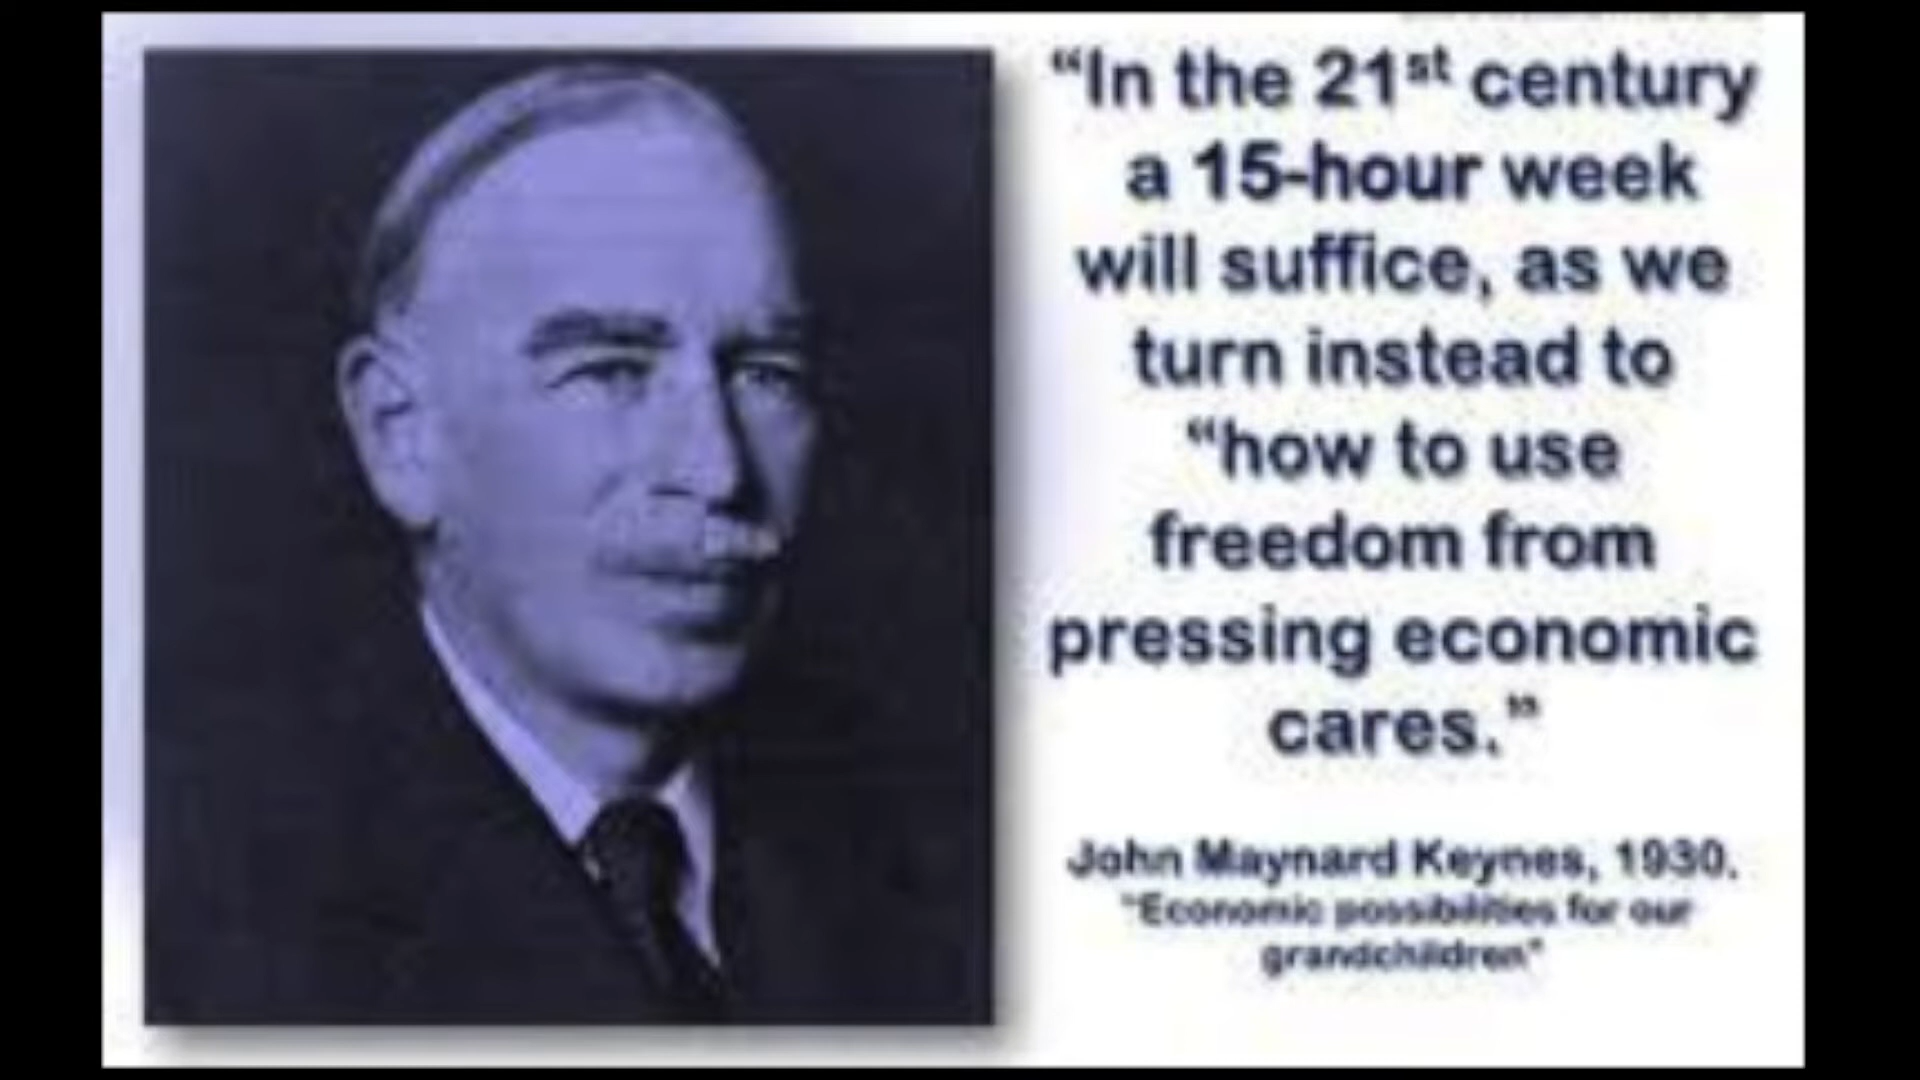 “In the 21st century
a 15-hour week
will suffice, as we
turn instead to
“how to use
freedom from
pressing economic
cares.”
John Maynard Keynes, 1930,
"Economic possibilities for our
grandchildren"